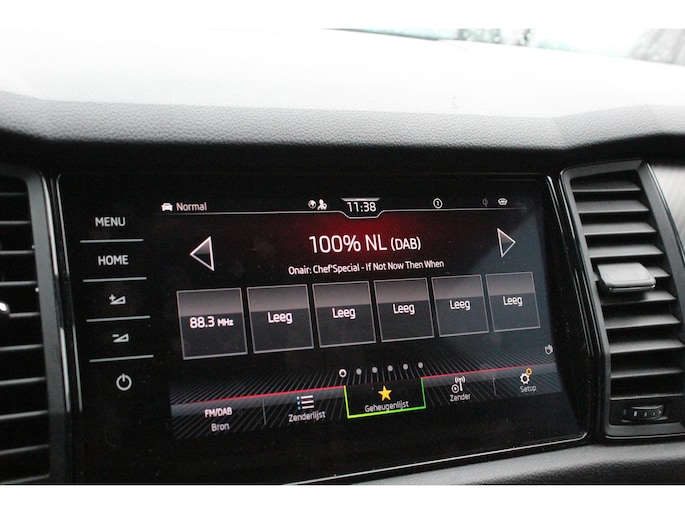 MENU
HOME
Normal
11:38
100% NL (DAB)
Onair: Chef'Special - If Not Now Then When
88.3 MHz
Leeg
Leeg
Leeg
Leeg
Leeg
FM/DAB
Bron
Zenderlijst
Geheugenlijst
Zender
Setup